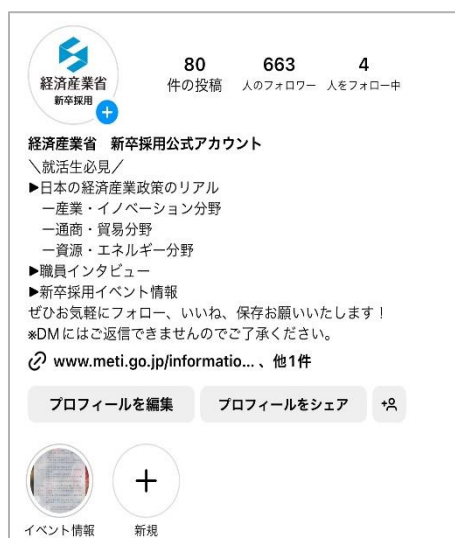 経済産業省
新卒採用
80 663 4
件の投稿 人のフォロワー 人をフォロー中
経済産業省 新卒採用公式アカウント
＼就活生必見／
▶日本の経済産業政策のリアル
ー産業・イノベーション分野
ー通商・貿易分野
ー資源・エネルギー分野
▶職員インタビュー
▶新卒採用イベント情報
ぜひお気軽にフォロー、いいね、保存お願いいたします！
※DMにはご返信できませんのでご了承ください。
www.meti.go.jp/informatio... 、他1件
プロフィールを編集 プロフィールをシェア
イベント情報 新規